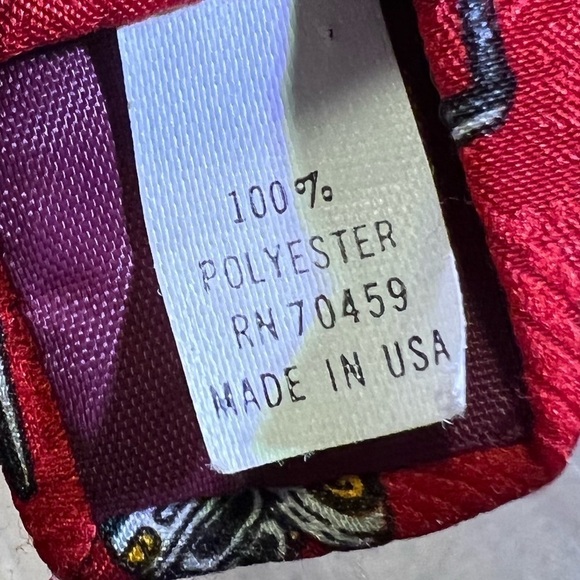 100%
POLYESTER
RN 70459
MADE IN USA